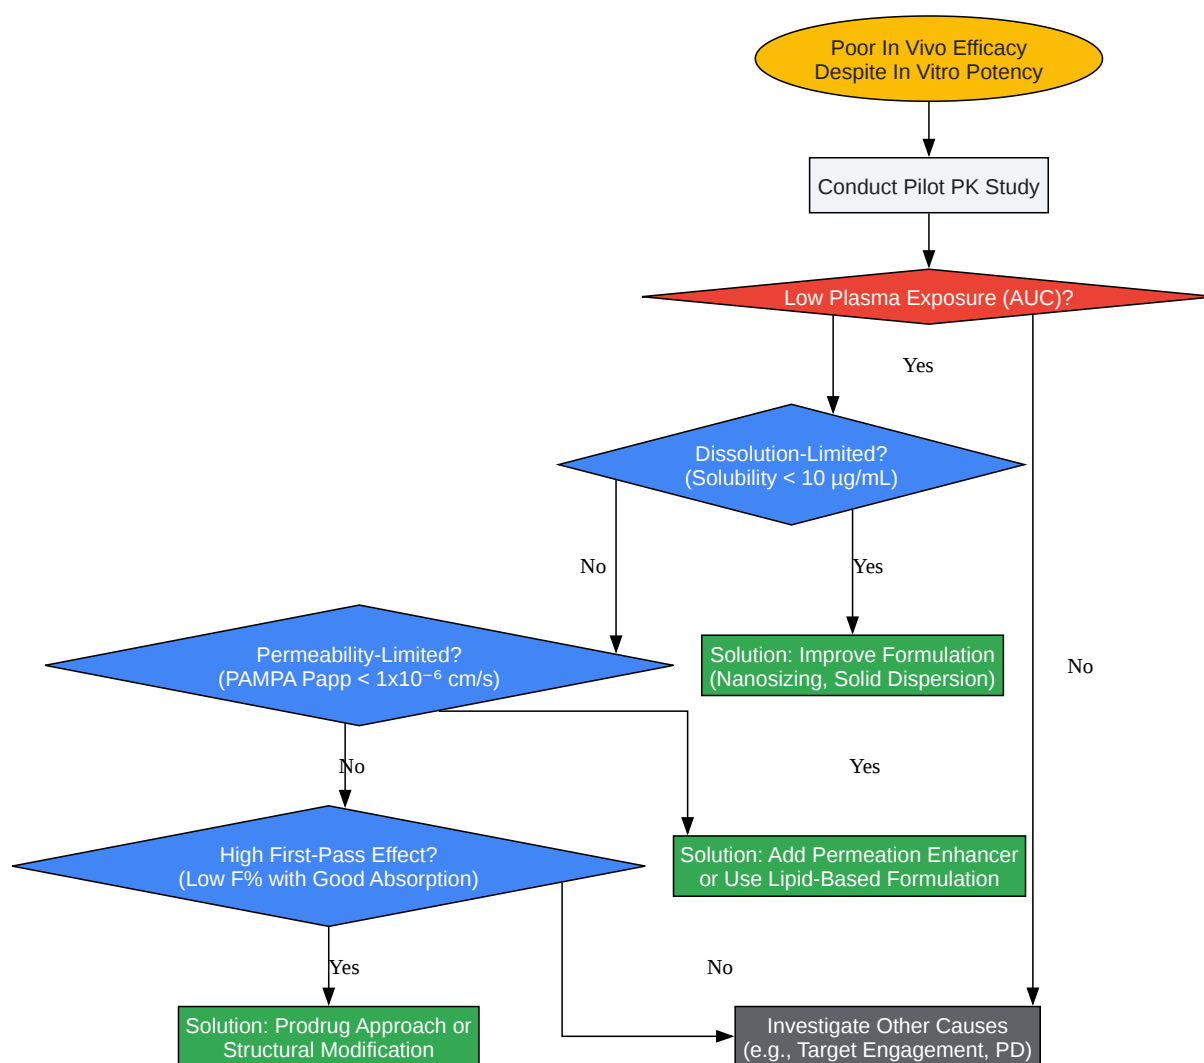 Poor In Vivo Efficacy
Despite In Vitro Potency
Conduct Pilot PK Study
Low Plasma Exposure (AUC)?
Yes
Dissolution-Limited?
(Solubility < 10 µg/mL)
No
Yes
Permeability-Limited?
(PAMPA Papp < 1x10⁻⁶ cm/s)
Solution: Improve Formulation
(Nanosizing, Solid Dispersion)
No
No
Yes
High First-Pass Effect?
(Low F% with Good Absorption)
Solution: Add Permeation Enhancer
or Use Lipid-Based Formulation
Yes
No
Solution: Prodrug Approach or
Structural Modification
Investigate Other Causes
(e.g., Target Engagement, PD)